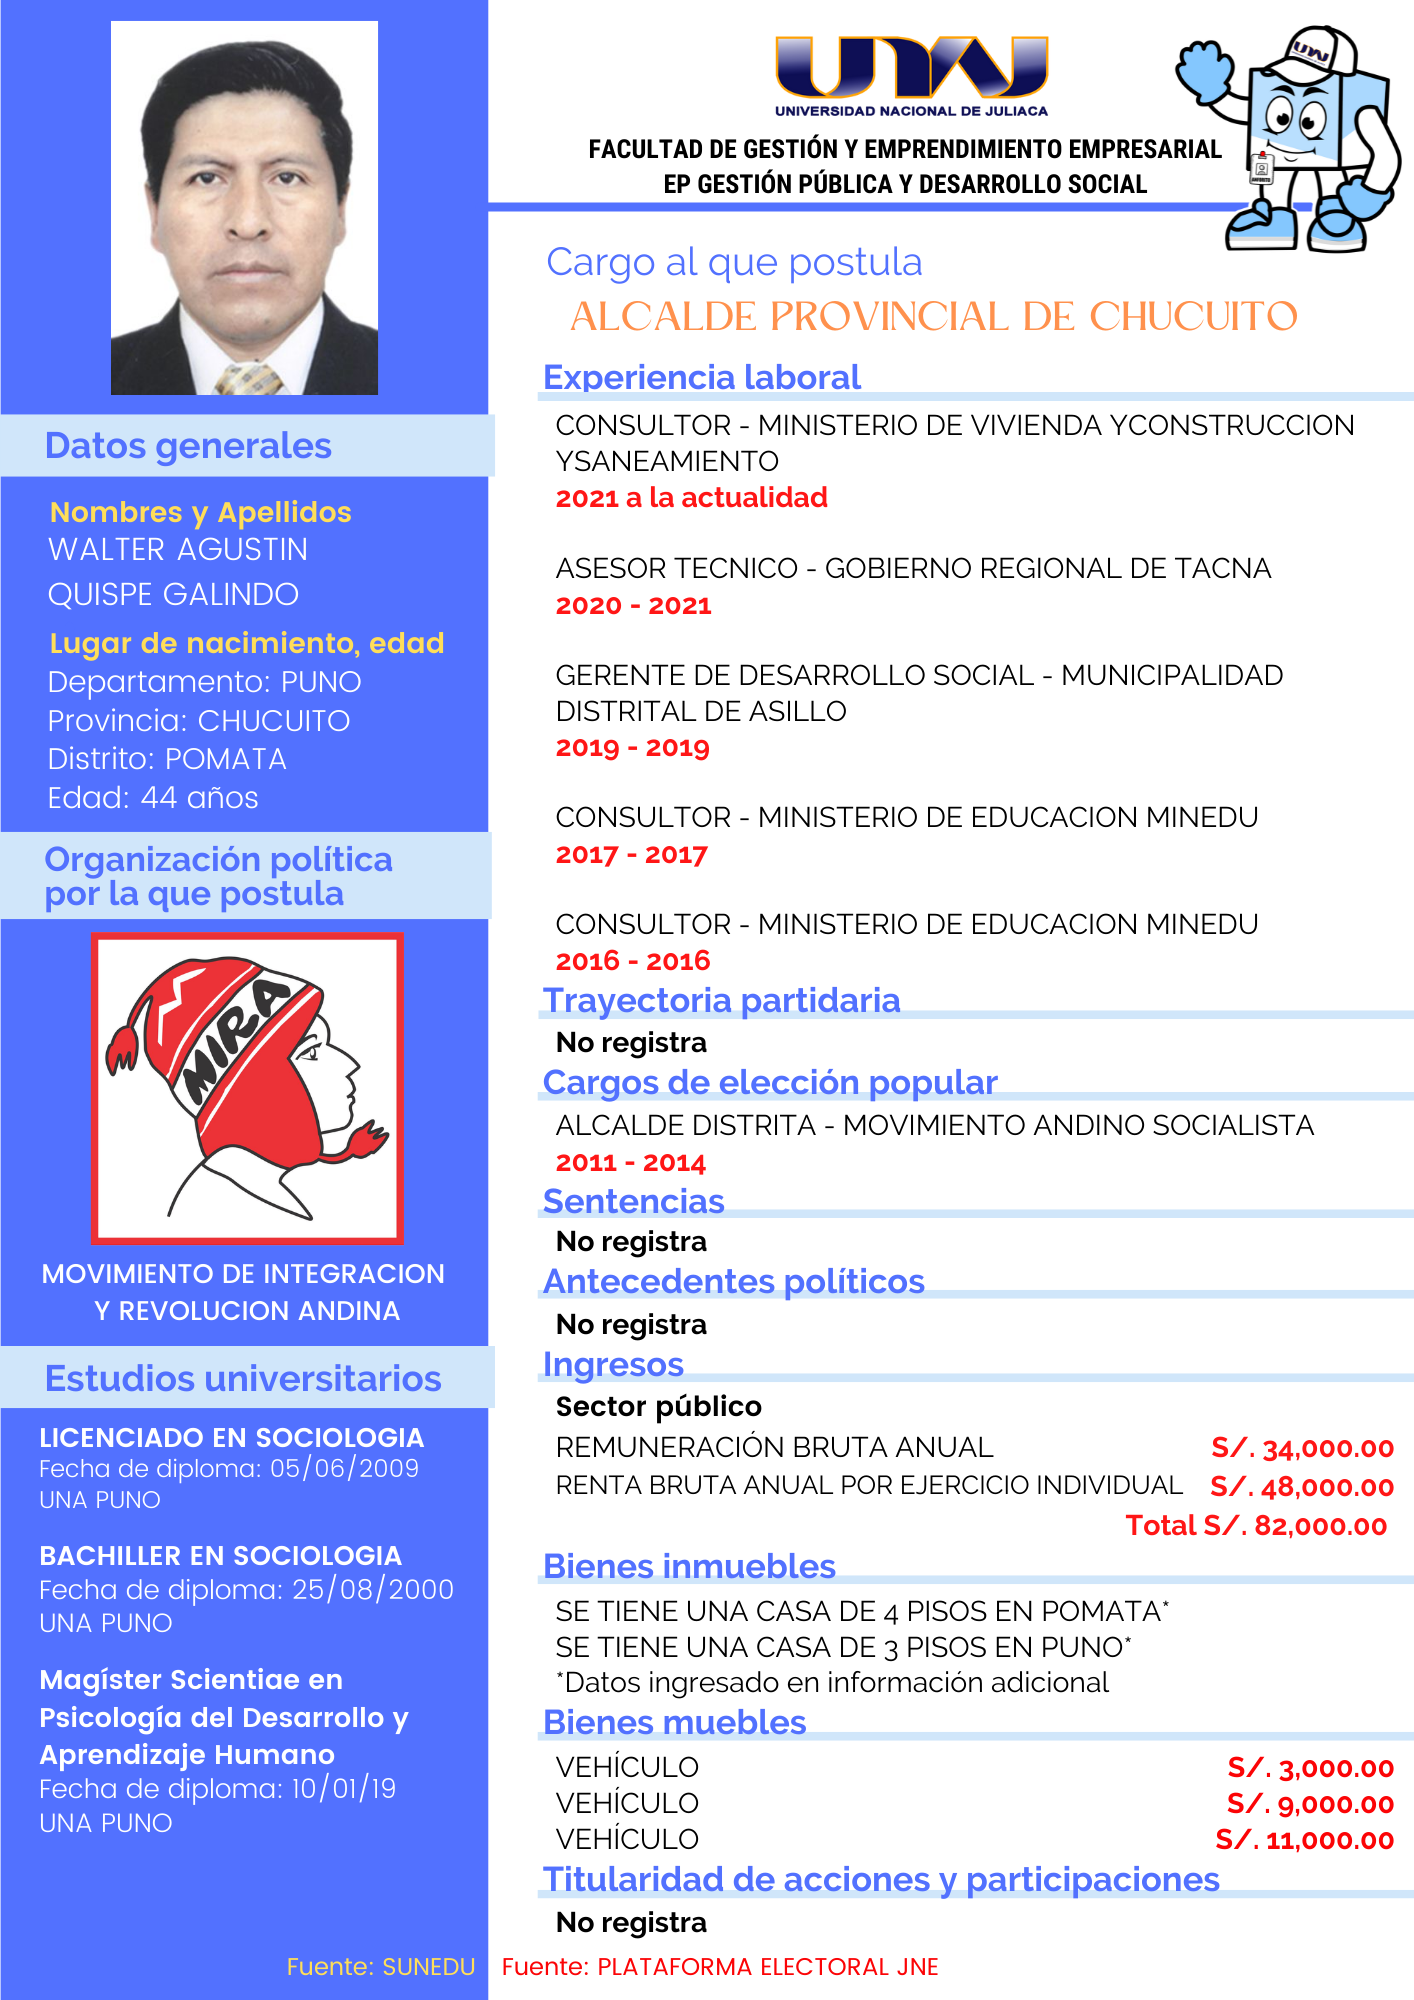 Datos generales
Nombres y Apellidos
WALTER AGUSTIN
QUISPE GALINDO
Lugar de nacimiento, edad
Departamento: PUNO
Provincia: CHUCUITO
Distrito: POMATA
Edad: 44 años
Organización política
por la que postula
MIRA
MOVIMIENTO DE INTEGRACION
Y REVOLUCION ANDINA
Estudios universitarios
LICENCIADO EN SOCIOLOGIA
Fecha de diploma: 05/06/2009
UNA PUNO
BACHILLER EN SOCIOLOGIA
Fecha de diploma: 25/08/2000
UNA PUNO
Magíster Scientiae en
Psicología del Desarrollo y
Aprendizaje Humano
Fecha de diploma: 10/01/19
UNA PUNO
Fuente: SUNEDU
UNAJ
UNIVERSIDAD NACIONAL DE JULIACA
FACULTAD DE GESTIÓN Y EMPRENDIMIENTO EMPRESARIAL
EP GESTIÓN PÚBLICA Y DESARROLLO SOCIAL
UNAJ
Cargo al que postula
ALCALDE PROVINCIAL DE CHUCUITO
Experiencia laboral
CONSULTOR - MINISTERIO DE VIVIENDA YCONSTRUCCION
YSANEAMIENTO
2021 a la actualidad
ASESOR TECNICO - GOBIERNO REGIONAL DE TACNA
2020 - 2021
GERENTE DE DESARROLLO SOCIAL - MUNICIPALIDAD
DISTRITAL DE ASILLO
2019 - 2019
CONSULTOR - MINISTERIO DE EDUCACION MINEDU
2017 - 2017
CONSULTOR - MINISTERIO DE EDUCACION MINEDU
2016 - 2016
Trayectoria partidaria
No registra
Cargos de elección popular
ALCALDE DISTRITA - MOVIMIENTO ANDINO SOCIALISTA
2011 - 2014
Sentencias
No registra
Antecedentes políticos
No registra
Ingresos
Sector público
REMUNERACIÓN BRUTA ANUAL S/. 34,000.00
RENTA BRUTA ANUAL POR EJERCICIO INDIVIDUAL S/. 48,000.00
Total S/. 82,000.00
Bienes inmuebles
SE TIENE UNA CASA DE 4 PISOS EN POMATA*
SE TIENE UNA CASA DE 3 PISOS EN PUNO*
*Datos ingresado en información adicional
Bienes muebles
VEHÍCULO S/. 3,000.00
VEHÍCULO S/. 9,000.00
VEHÍCULO S/. 11,000.00
Titularidad de acciones y participaciones
No registra
Fuente: PLATAFORMA ELECTORAL JNE